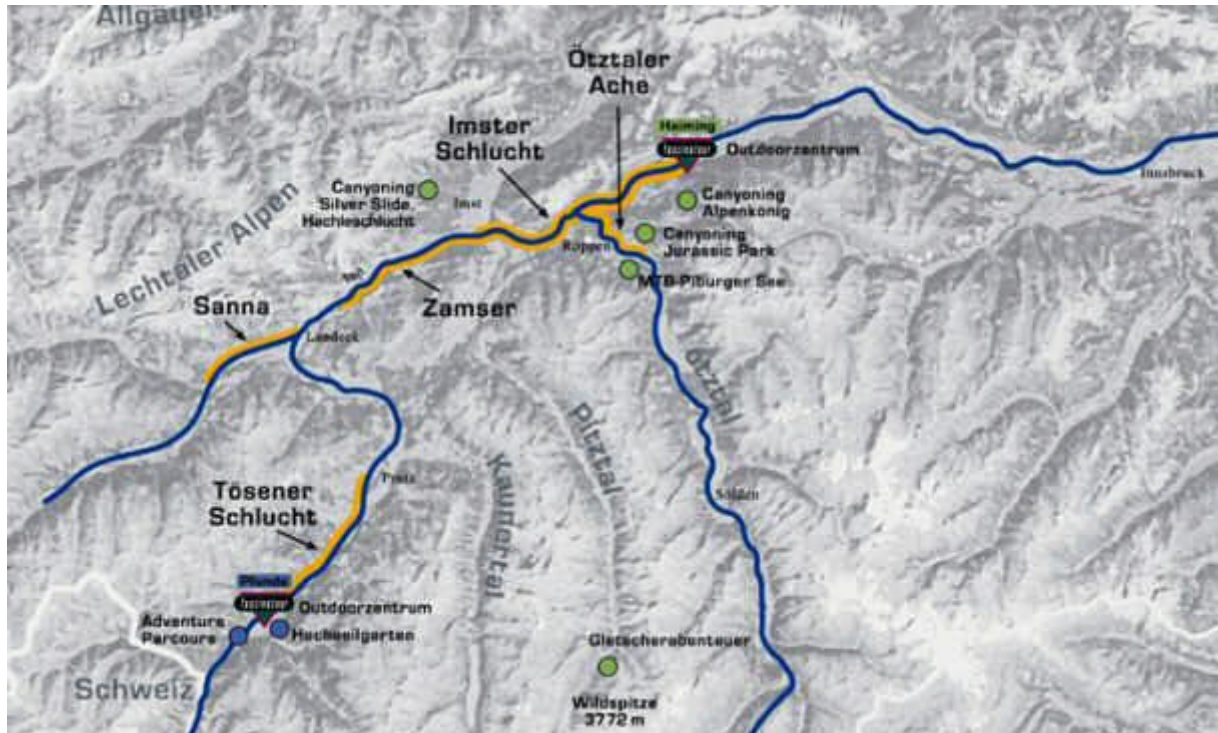 Allgäuer
Ötztaler
Ache
Haiming
Outdoorzentrum
Imster
Schlucht
Innsbruck
Canyoning
Silver Slide,
Hachleschlucht
Imst
Canyoning
Alpenkönig
Canyoning
Jurassic Park
Roppen
MTB-Piburger See
Lechtaler Alpen
Inn
Sanna
Zamser
Landeck
Ötztal
Pitztal
Kaunertal
Prutz
Sölden
Tösener
Schlucht
Pfunds
Outdoorzentrum
Adventure
Parcours
Hochseilgarten
Gletscherabenteuer
Schweiz
Wildspitze
3772 m